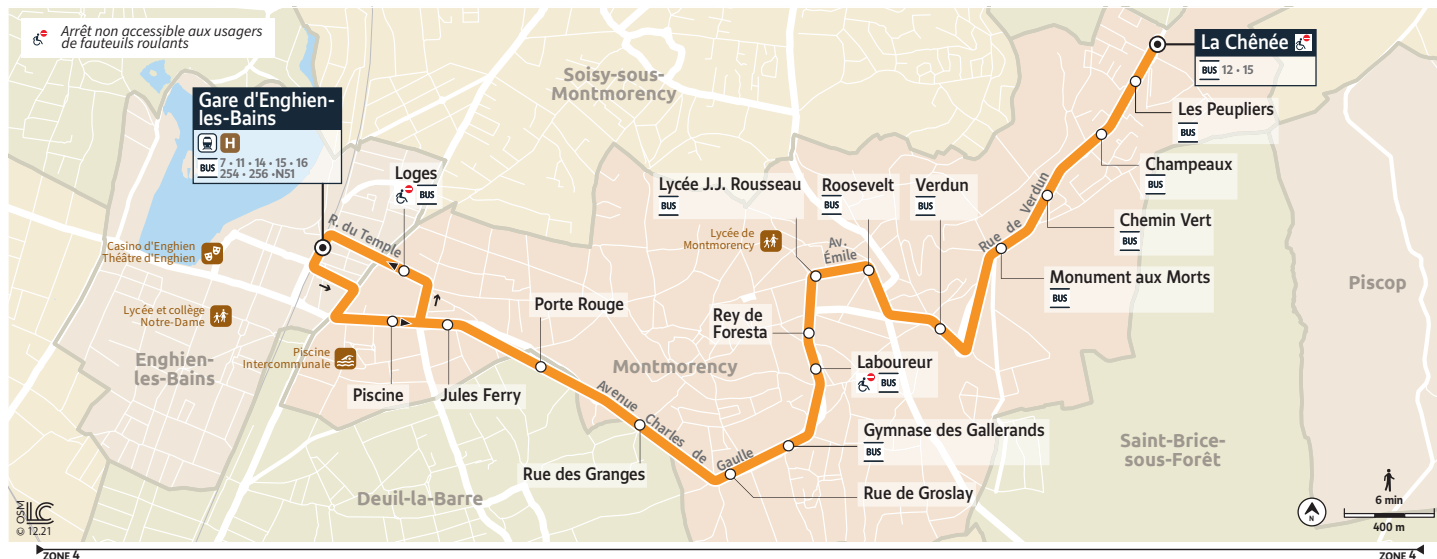 Arrêt non accessible aux usagers
de fauteuils roulants
Soisy-sous-
Montmorency
La Chênée
BUS 12 • 15
Gare d'Enghien-
les-Bains
H
BUS 7 • 11 • 14 • 15 • 16
254 • 256 •N51
Les Peupliers
BUS
Champeaux
BUS
Loges
BUS
Lycée J.J. Rousseau
BUS
Roosevelt
BUS
Verdun
BUS
Rue de Verdun
Chemin Vert
BUS
R. du Temple
Lycée de
Montmorency
Av.
Émile
Casino d'Enghien
Théâtre d'Enghien
Monument aux Morts
BUS
Piscop
Lycée et collège
Notre-Dame
Porte Rouge
Rey de
Foresta
Enghien-
les-Bains
Piscine
Intercommunale
Montmorency
Laboureur
BUS
Piscine
Jules Ferry
Avenue Charles de Gaulle
Gymnase des Gallerands
BUS
Saint-Brice-
sous-Forêt
Rue des Granges
Deuil-la-Barre
Rue de Groslay
OSM
LC
© 12.21
N
6 min
400 m
ZONE 4
ZONE 4